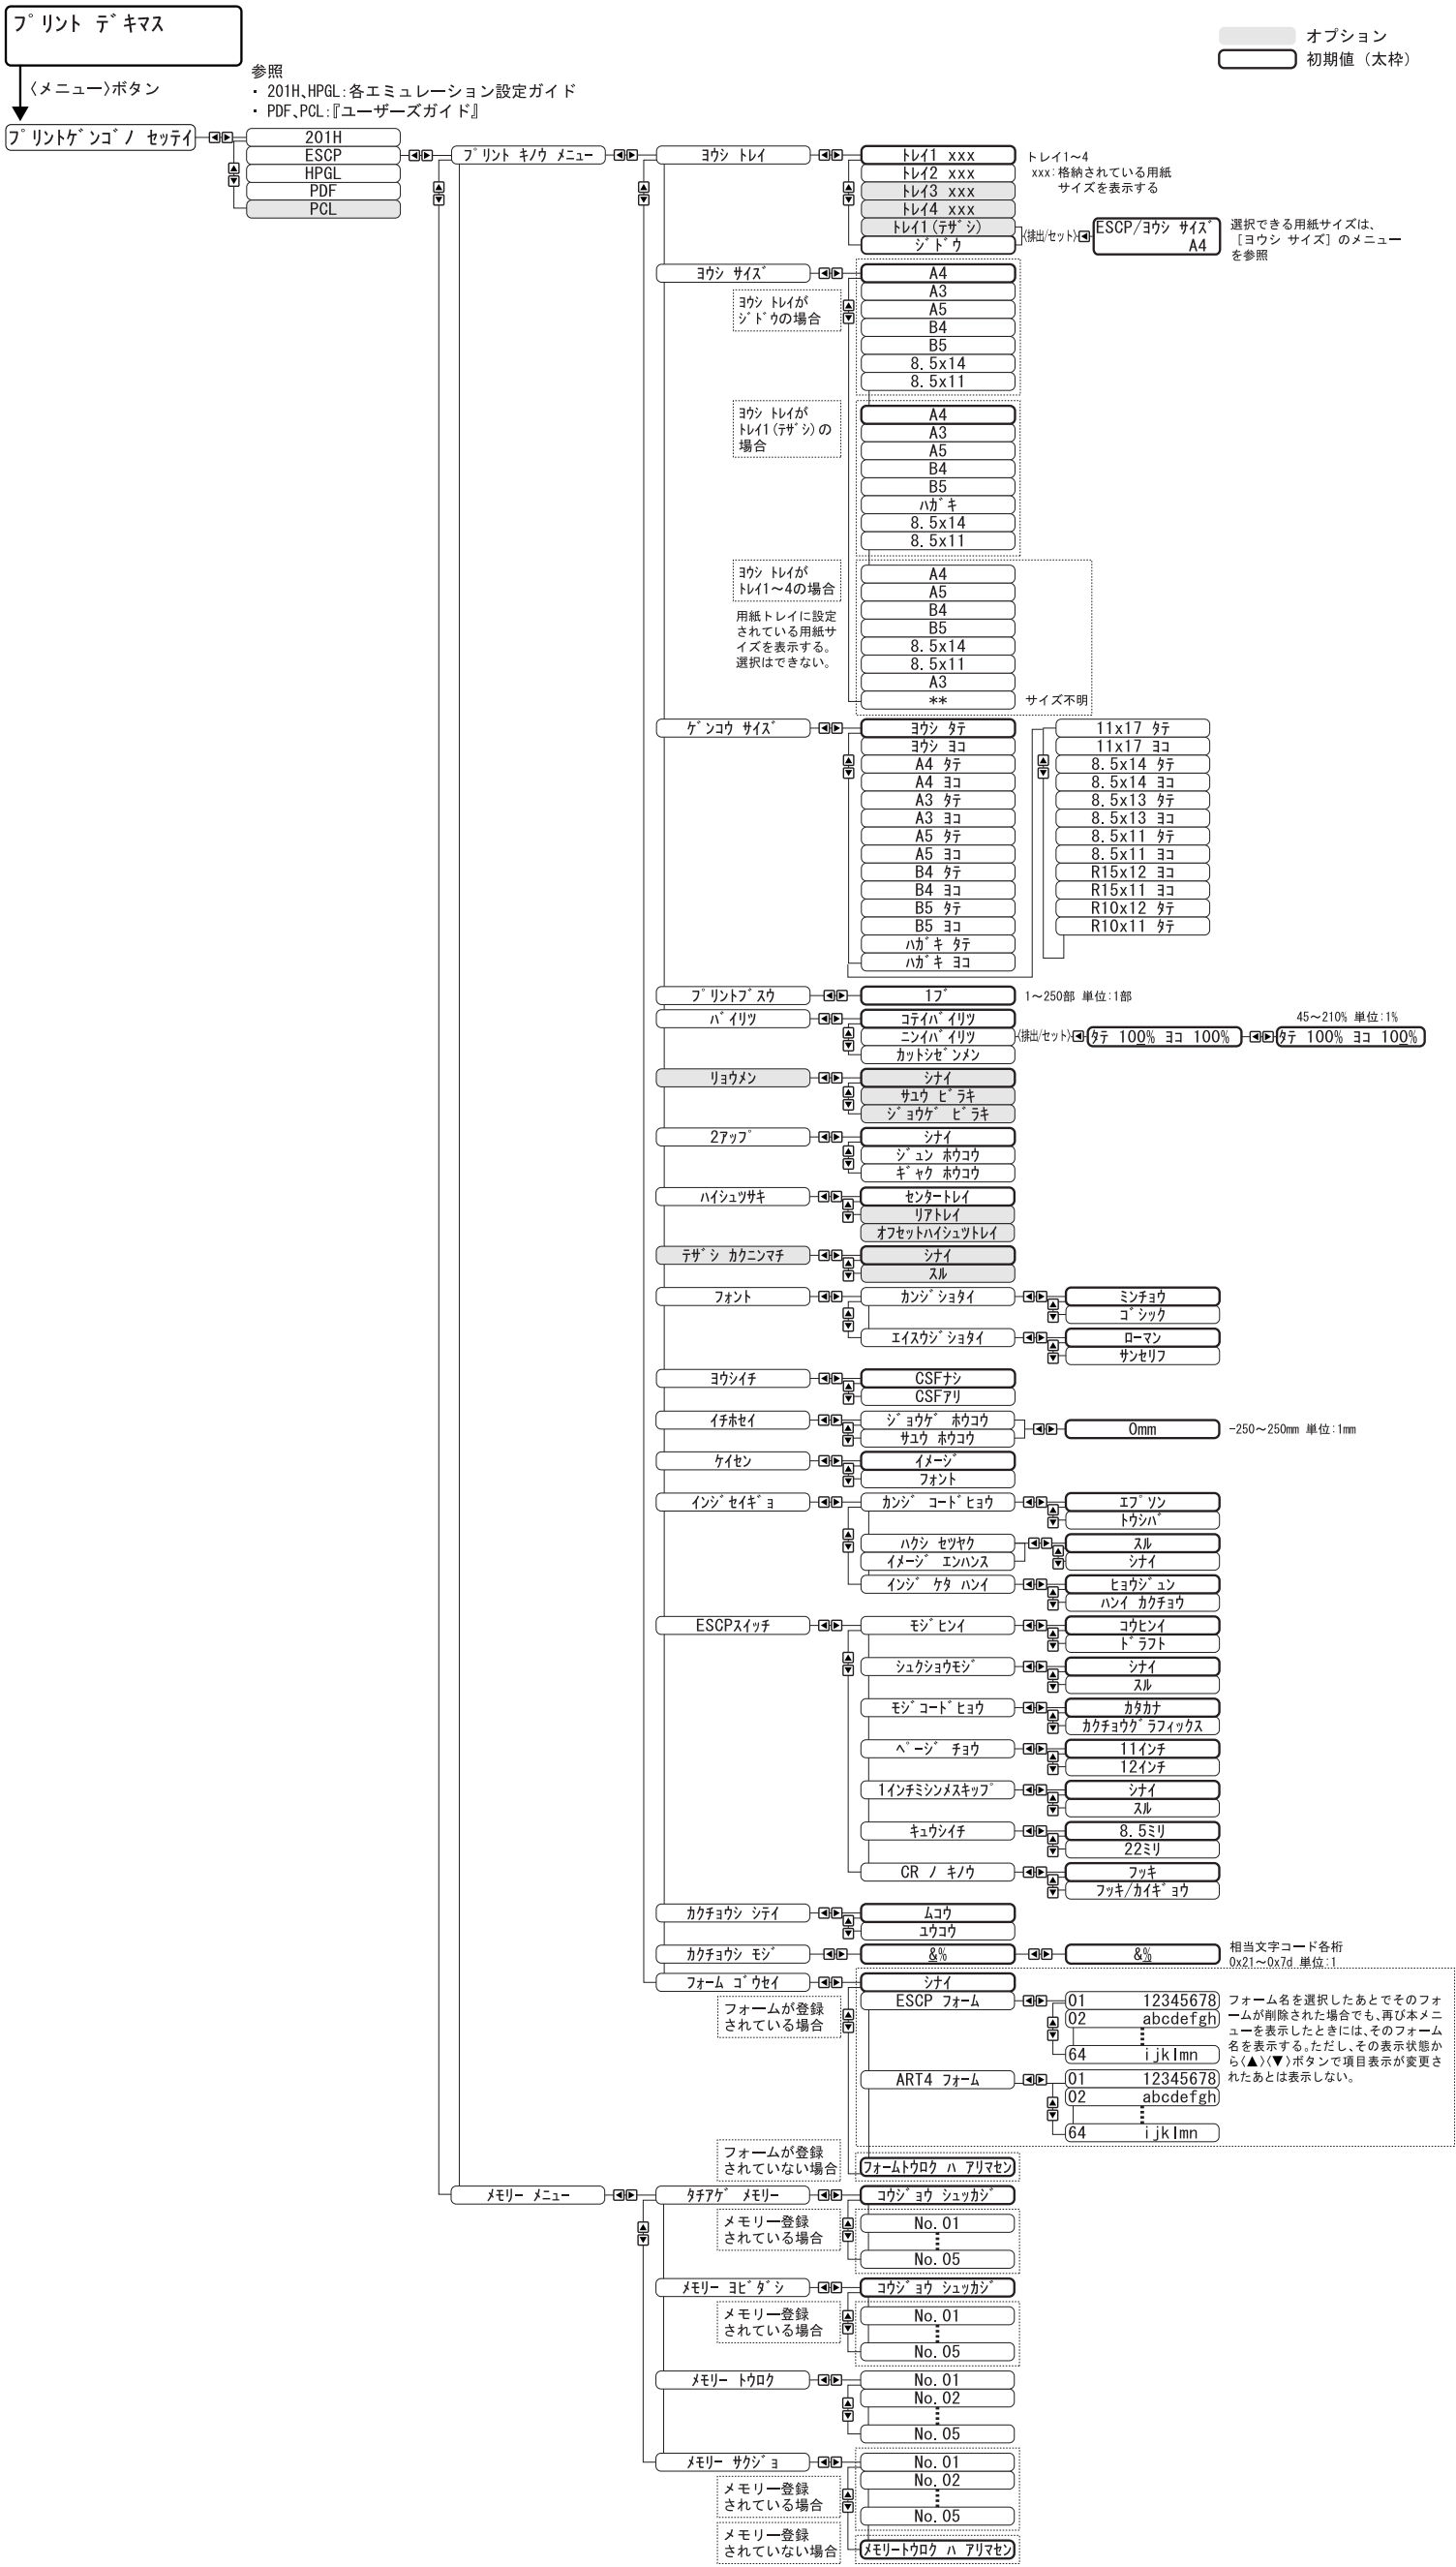 プリント デキマス
オプション
初期値（太枠）
〈メニュー〉ボタン
参照
・ 201H、HPGL：各エミュレーション設定ガイド
・ PDF、PCL：『ユーザーズガイド』
プリントゲンゴノ セッテイ
201H
ESCP
HPGL
PDF
PCL
プリント キノウ メニュー
ヨウシ トレイ
トレイ1 xxx
トレイ2 xxx
トレイ3 xxx
トレイ4 xxx
トレイ1(テザシ)
ジドウ
トレイ1～4
xxx：格納されている用紙
サイズを表示する
〈排出/セット〉
ESCP/ヨウシ サイズ
A4
選択できる用紙サイズは、
［ヨウシ サイズ］のメニュー
を参照
ヨウシ サイズ
ヨウシ トレイが
ジドウの場合
A4
A3
A5
B4
B5
8.5x14
8.5x11
ヨウシ トレイが
トレイ1(テザシ)の
場合
A4
A3
A5
B4
B5
ハガキ
8.5x14
8.5x11
ヨウシ トレイが
トレイ1～4の場合
用紙トレイに設定
されている用紙サ
イズを表示する。
選択はできない。
A4
A5
B4
B5
8.5x14
8.5x11
A3
**
サイズ不明
ゲンコウ サイズ
ヨウシ タテ
ヨウシ ヨコ
A4 タテ
A4 ヨコ
A3 タテ
A3 ヨコ
A5 タテ
A5 ヨコ
B4 タテ
B4 ヨコ
B5 タテ
B5 ヨコ
ハガキ タテ
ハガキ ヨコ
11x17 タテ
11x17 ヨコ
8.5x14 タテ
8.5x14 ヨコ
8.5x13 タテ
8.5x13 ヨコ
8.5x11 タテ
8.5x11 ヨコ
R15x12 ヨコ
R15x11 ヨコ
R10x12 タテ
R10x11 タテ
プリントブスウ
1ブ
1～250部 単位：1部
バイリツ
コテイバイリツ
ニンイバイリツ
カットシゼンメン
〈排出/セット〉
タテ 100% ヨコ 100%
45～210% 単位：1%
タテ 100% ヨコ 100%
リョウメン
シナイ
サユウ ビラキ
ジョウゲ ビラキ
2アップ
シナイ
ジュン ホウコウ
ギャク ホウコウ
ハイシュツサキ
センタートレイ
リアトレイ
オフセットハイシュツトレイ
テザシ カクニンマチ
シナイ
スル
フォント
カンジショタイ
ミンチョウ
ゴシック
エイスウジショタイ
ローマン
サンセリフ
ヨウシイチ
CSFナシ
CSFアリ
イチホセイ
ジョウゲ ホウコウ
サユウ ホウコウ
0mm
-250～250mm 単位：1mm
ケイセン
イメージ
フォント
インジセイギョ
カンジ コードヒョウ
エプソン
トウシバ
ハクシ セツヤク
イメージ エンハンス
スル
シナイ
インジ ケタ ハンイ
ヒョウジュン
ハンイ カクチョウ
ESCPスイッチ
モジヒンイ
コウヒンイ
ドラフト
シュクショウモジ
シナイ
スル
モジコードヒョウ
カタカナ
カクチョウグラフィックス
ページ チョウ
11インチ
12インチ
1インチミシンメスキップ
シナイ
スル
キュウシイチ
8.5ミリ
22ミリ
CR ノ キノウ
フッキ
フッキ/カイギョウ
カクチョウシ シテイ
ムコウ
ユウコウ
カクチョウシ モジ
&%
&%
相当文字コード各桁
0x21～0x7d 単位：1
フォーム ゴウセイ
シナイ
フォームが登録
されている場合
ESCP フォーム
01 12345678
02 abcdefgh
64 ijklmn
フォーム名を選択したあとでそのフォ
ームが削除された場合でも、再び本メニ
ューを表示したときには、そのフォーム
名を表示する。ただし、その表示状態か
ら〈▲〉〈▼〉ボタンで項目表示が変更さ
れたあとは表示しない。
ART4 フォーム
01 12345678
02 abcdefgh
64 ijklmn
フォームが登録
されていない場合
フォームトウロク ハ アリマセン
メモリー メニュー
タチアゲ メモリー
コウジョウ シュッカジ
メモリー登録
されている場合
No.01
No.05
メモリー ヨビダシ
コウジョウ シュッカジ
メモリー登録
されている場合
No.01
No.05
メモリー トウロク
No.01
No.02
No.05
メモリー サクジョ
No.01
No.02
No.05
メモリー登録
されている場合
メモリー登録
されていない場合
メモリートウロク ハ アリマセン